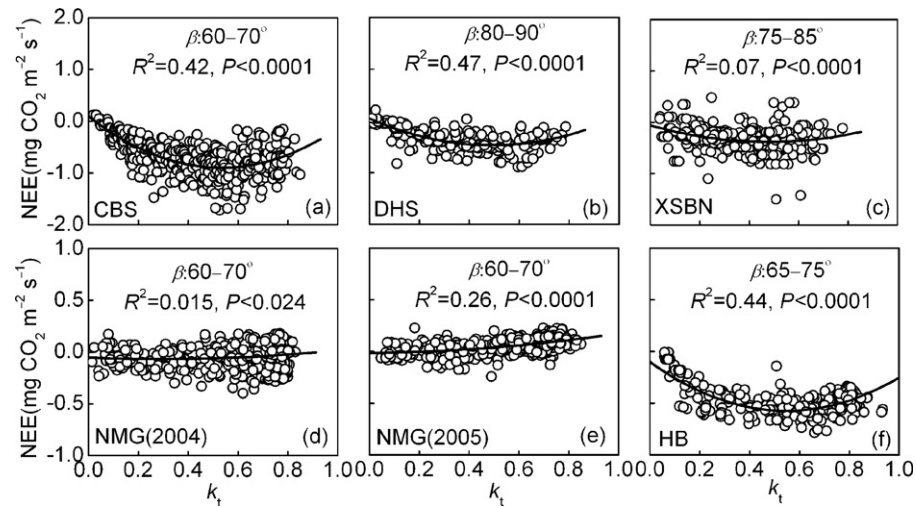 β:60–70°
R²=0.42, P<0.0001
CBS
(a)
β:80–90°
R²=0.47, P<0.0001
DHS
(b)
β:75–85°
R²=0.07, P<0.0001
XSBN
(c)
NEE(mg CO₂ m⁻² s⁻¹)
2.0
1.0
0.0
-1.0
2.0
β:60–70°
R²=0.015, P<0.024
NMG(2004)
(d)
β:60–70°
R²=0.26, P<0.0001
NMG(2005)
(e)
β:65–75°
R²=0.44, P<0.0001
HB
(f)
NEE(mg CO₂ m⁻² s⁻¹)
1.0
0.5
0.0
-0.5
-1.0
0.0 0.2 0.4 0.6 0.8 1.0
0.0 0.2 0.4 0.6 0.8 1.00.0 0.2 0.4 0.6 0.8 1.0
kt
kt
kt